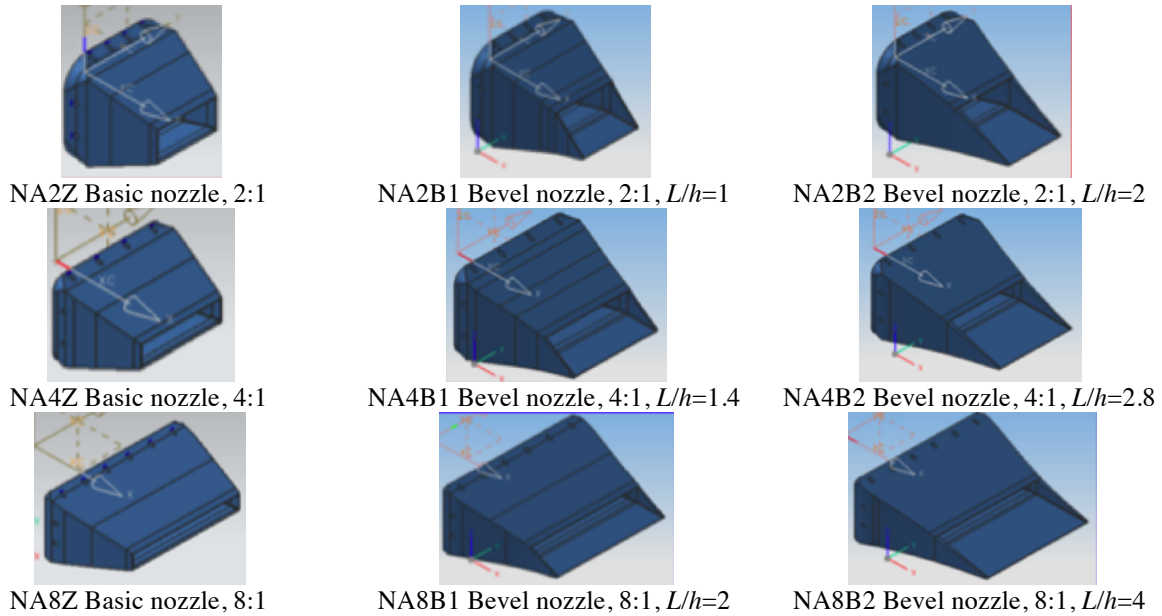 NA2Z Basic nozzle, 2:1
NA2B1 Bevel nozzle, 2:1, L/h=1
NA2B2 Bevel nozzle, 2:1, L/h=2
NA4Z Basic nozzle, 4:1
NA4B1 Bevel nozzle, 4:1, L/h=1.4
NA4B2 Bevel nozzle, 4:1, L/h=2.8
NA8Z Basic nozzle, 8:1
NA8B1 Bevel nozzle, 8:1, L/h=2
NA8B2 Bevel nozzle, 8:1, L/h=4